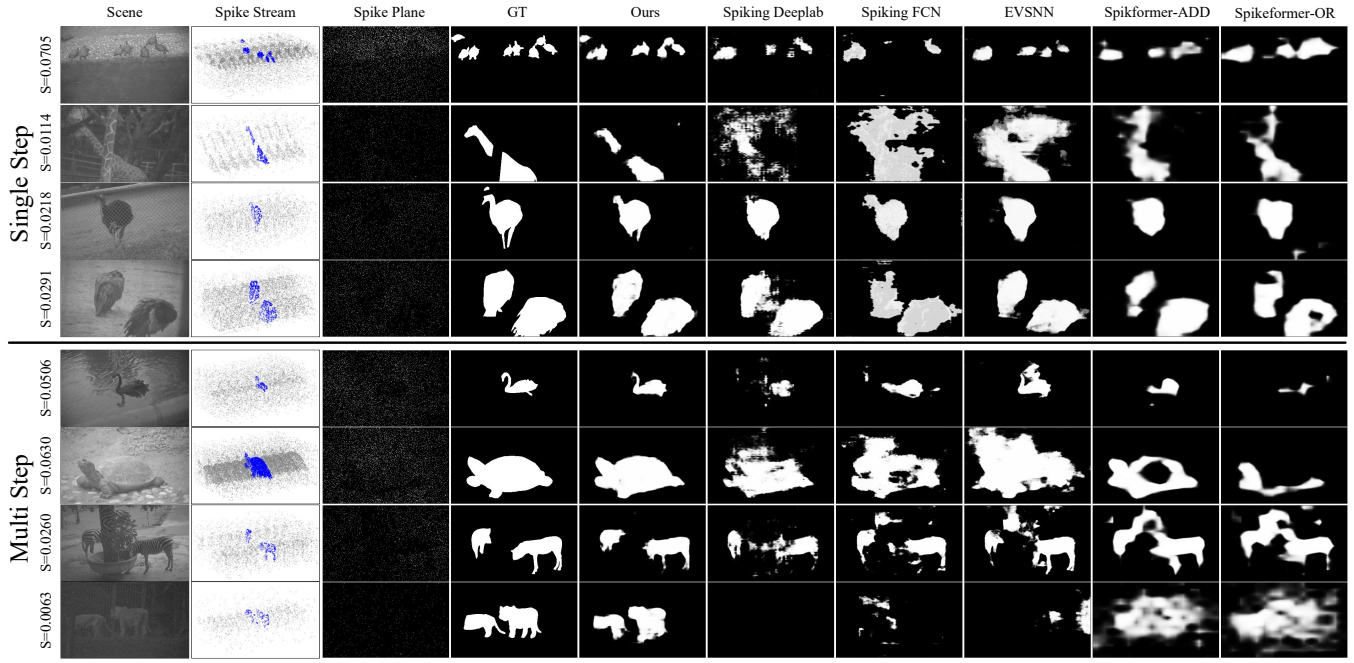 Scene Spike Stream Spike Plane GT Ours Spiking Deeplab Spiking FCN EVSNN Spikformer-ADD Spikeformer-OR
Single Step
S=0.0705
S=0.0114
S=0.0218
S=0.0291
Multi Step
S=0.0506
S=0.0630
S=0.0260
S=0.0063